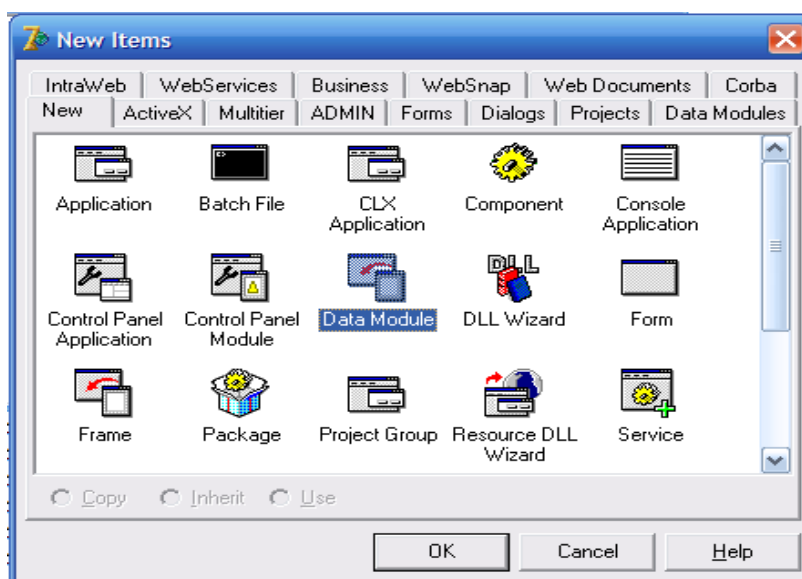 New Items
IntraWeb WebServices Business WebSnap Web Documents Corba
New ActiveX Multitier ADMIN Forms Dialogs Projects Data Modules
Application Batch File CLX Application Component Console Application
Control Panel Application Control Panel Module Data Module DLL Wizard Form
Frame Package Project Group Resource DLL Wizard Service
Copy Inherit Use
OK Cancel Help